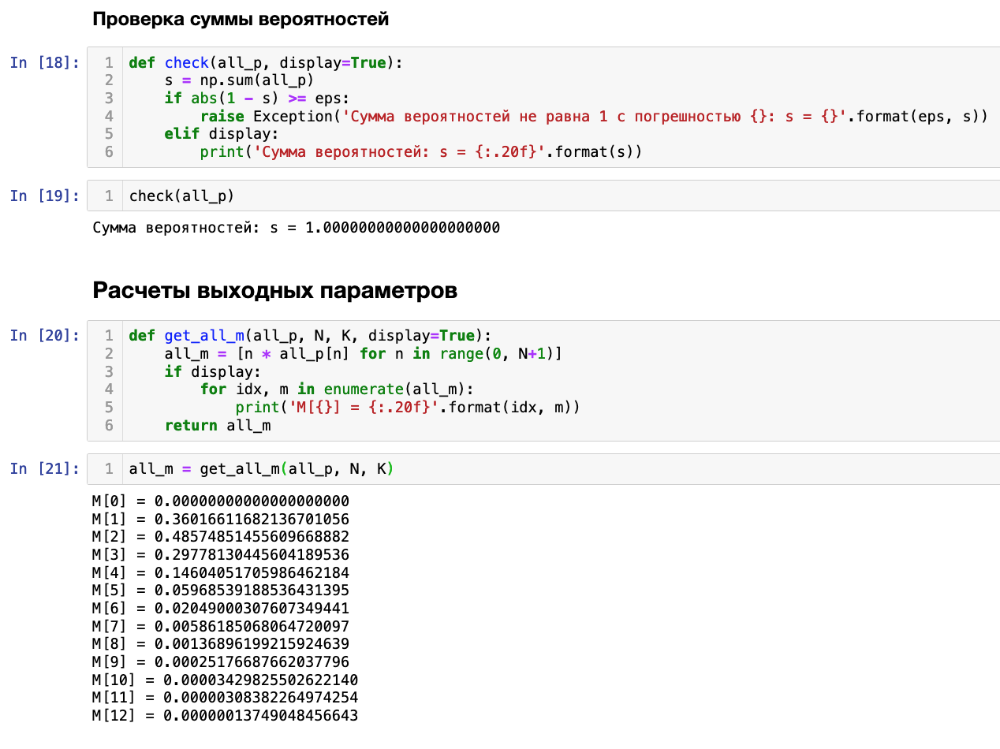 Проверка суммы вероятностей
In [18]:
1 def check(all_p, display=True):
2     s = np.sum(all_p)
3     if abs(1 - s) >= eps:
4         raise Exception('Сумма вероятностей не равна 1 с погрешностью {}: s = {}'.format(eps, s))
5     elif display:
6         print('Сумма вероятностей: s = {:.20f}'.format(s))
In [19]:
1 check(all_p)
Сумма вероятностей: s = 1.00000000000000000000
Расчеты выходных параметров
In [20]:
1 def get_all_m(all_p, N, K, display=True):
2     all_m = [n * all_p[n] for n in range(0, N+1)]
3     if display:
4         for idx, m in enumerate(all_m):
5             print('M[{}] = {:.20f}'.format(idx, m))
6     return all_m
In [21]:
1 all_m = get_all_m(all_p, N, K)
M[0] = 0.00000000000000000000
M[1] = 0.36016611682136701056
M[2] = 0.48574851455609668882
M[3] = 0.29778130445604189536
M[4] = 0.14604051705986462184
M[5] = 0.05968539188536431395
M[6] = 0.02049000307607349441
M[7] = 0.00586185068064720097
M[8] = 0.00136896199215924639
M[9] = 0.00025176687662037796
M[10] = 0.00003429825502622140
M[11] = 0.00000308382264974254
M[12] = 0.00000013749048456643